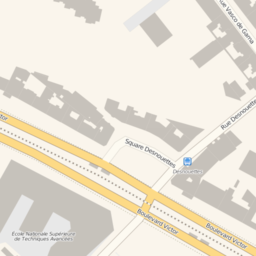 rue Vasco de Gama
Rue Desnouettes
Square Desnouettes
Desnouettes
Victor
Boulevard Victor
Boulevard Victor
École Nationale Supérieure
de Techniques Avancées